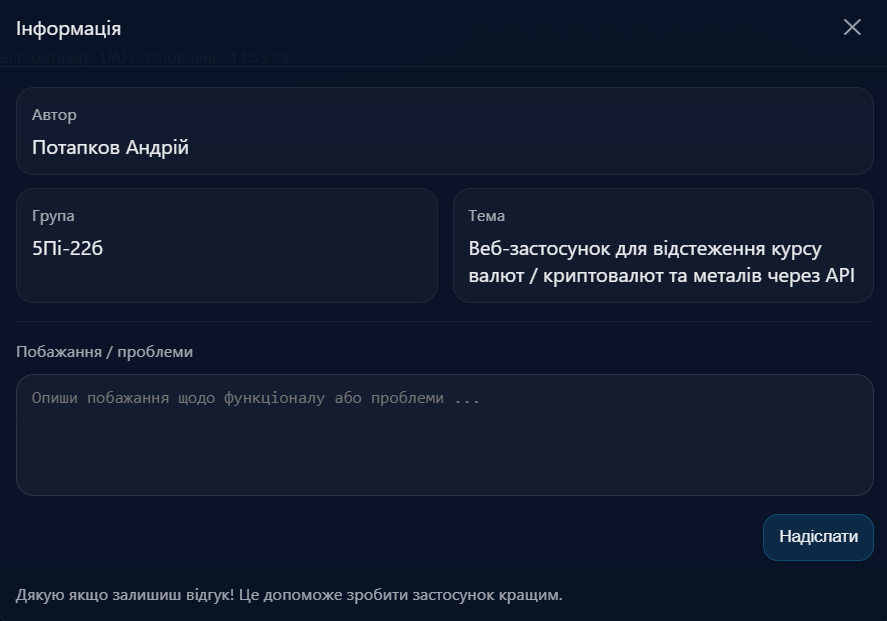 Інформація
ест. метали) · UAH · Оновлено: 13:55:39
Автор
Потапков Андрій
Група
5Пі-22б
Тема
Веб-застосунок для відстеження курсу
валют / криптовалют та металів через API
Побажання / проблеми
Опиши побажання щодо функціоналу або проблеми ...
Надіслати
Дякую якщо залишиш відгук! Це допоможе зробити застосунок кращим.